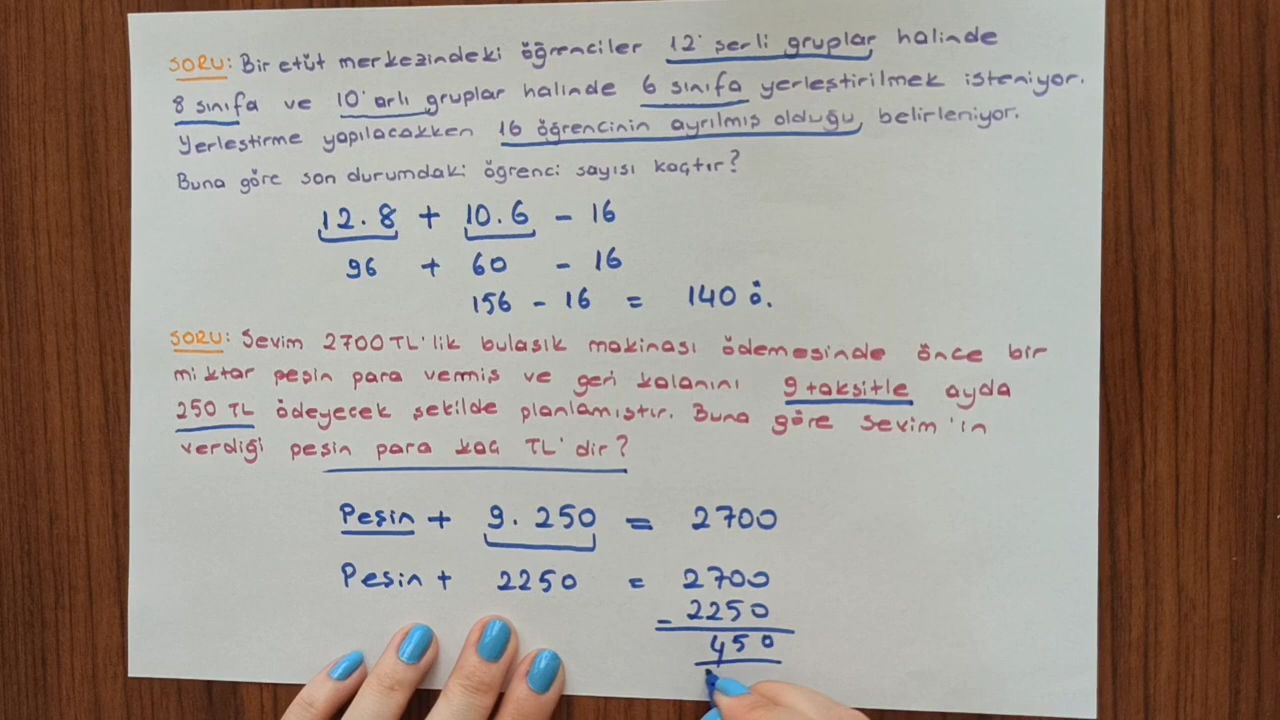 SORU: Bir etüt merkezindeki öğrenciler 12'şerli gruplar halinde
8 sınıfa ve 10'arlı gruplar halinde 6 sınıfa yerleştirilmek isteniyor.
Yerleştirme yapılacakken 16 öğrencinin ayrılmış olduğu, belirleniyor.
Buna göre son durumdaki öğrenci sayısı kaçtır?
12.8 + 10.6 - 16
96 + 60 - 16
156 - 16 = 140 ö.
SORU: Sevim 2700 TL'lik bulaşık makinası ödemesinde önce bir
miktar peşin para vermiş ve geri kalanını 9 taksitle ayda
250 TL ödeyecek şekilde planlamıştır. Buna göre Sevim'in
verdiği peşin para kaç TL'dir?
Peşin + 9.250 = 2700
Peşin + 2250 = 2700
- 2250
450